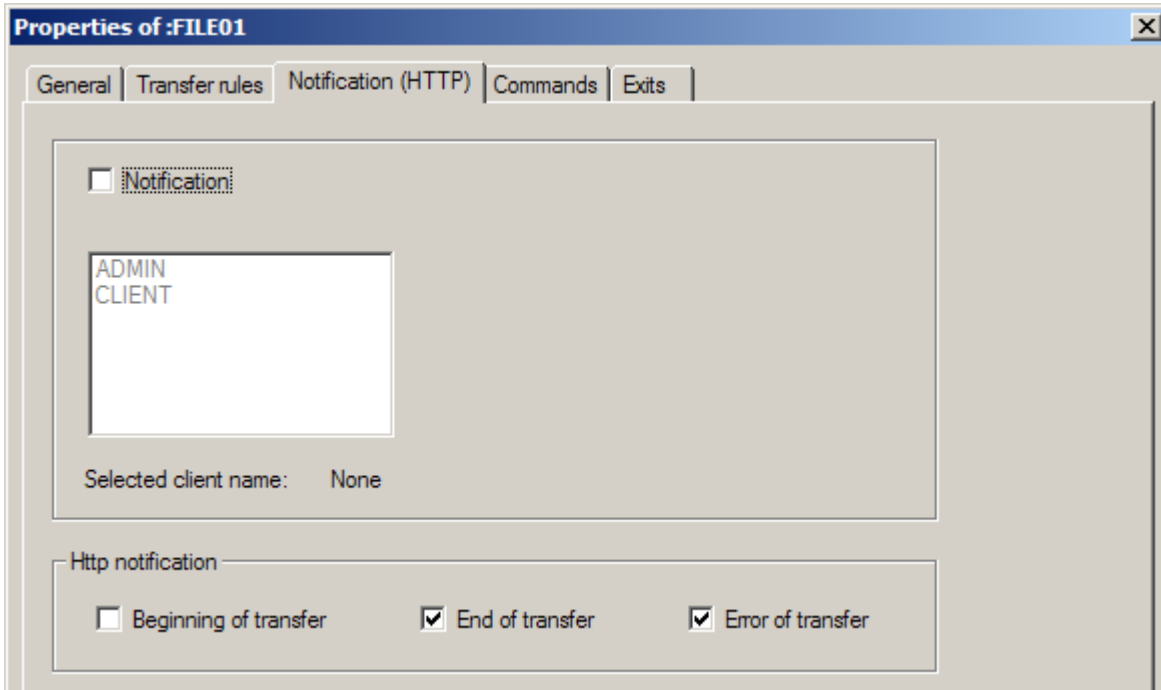 Properties of :FILE01
General Transfer rules Notification (HTTP) Commands Exits
Notification
ADMIN
CLIENT
Selected client name: None
Http notification
Beginning of transfer End of transfer Error of transfer